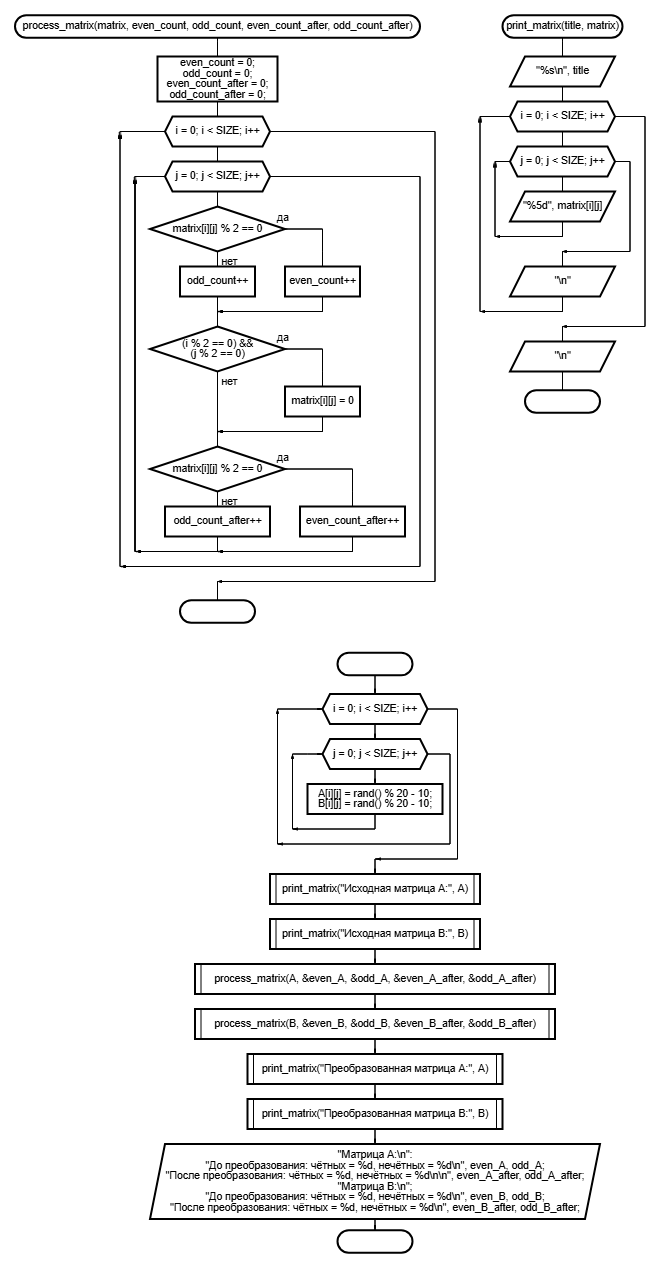 process_matrix(matrix, even_count, odd_count, even_count_after, odd_count_after)
even_count = 0;
odd_count = 0;
even_count_after = 0;
odd_count_after = 0;
i = 0; i < SIZE; i++
j = 0; j < SIZE; j++
matrix[i][j] % 2 == 0
да
нет
odd_count++
even_count++
(i % 2 == 0) &&
(j % 2 == 0)
да
нет
matrix[i][j] = 0
matrix[i][j] % 2 == 0
да
нет
odd_count_after++
even_count_after++
print_matrix(title, matrix)
"%s\n", title
i = 0; i < SIZE; i++
j = 0; j < SIZE; j++
"%5d", matrix[i][j]
"\n"
"\n"
i = 0; i < SIZE; i++
j = 0; j < SIZE; j++
A[i][j] = rand() % 20 - 10;
B[i][j] = rand() % 20 - 10;
print_matrix("Исходная матрица A:", A)
print_matrix("Исходная матрица B:", B)
process_matrix(A, &even_A, &odd_A, &even_A_after, &odd_A_after)
process_matrix(B, &even_B, &odd_B, &even_B_after, &odd_B_after)
print_matrix("Преобразованная матрица A:", A)
print_matrix("Преобразованная матрица B:", B)
"Матрица A:\n":
"До преобразования: чётных = %d, нечётных = %d\n", even_A, odd_A;
"После преобразования: чётных = %d, нечётных = %d\n\n", even_A_after, odd_A_after;
"Матрица B:\n";
"До преобразования: чётных = %d, нечётных = %d\n", even_B, odd_B;
"После преобразования: чётных = %d, нечётных = %d\n", even_B_after, odd_B_after;